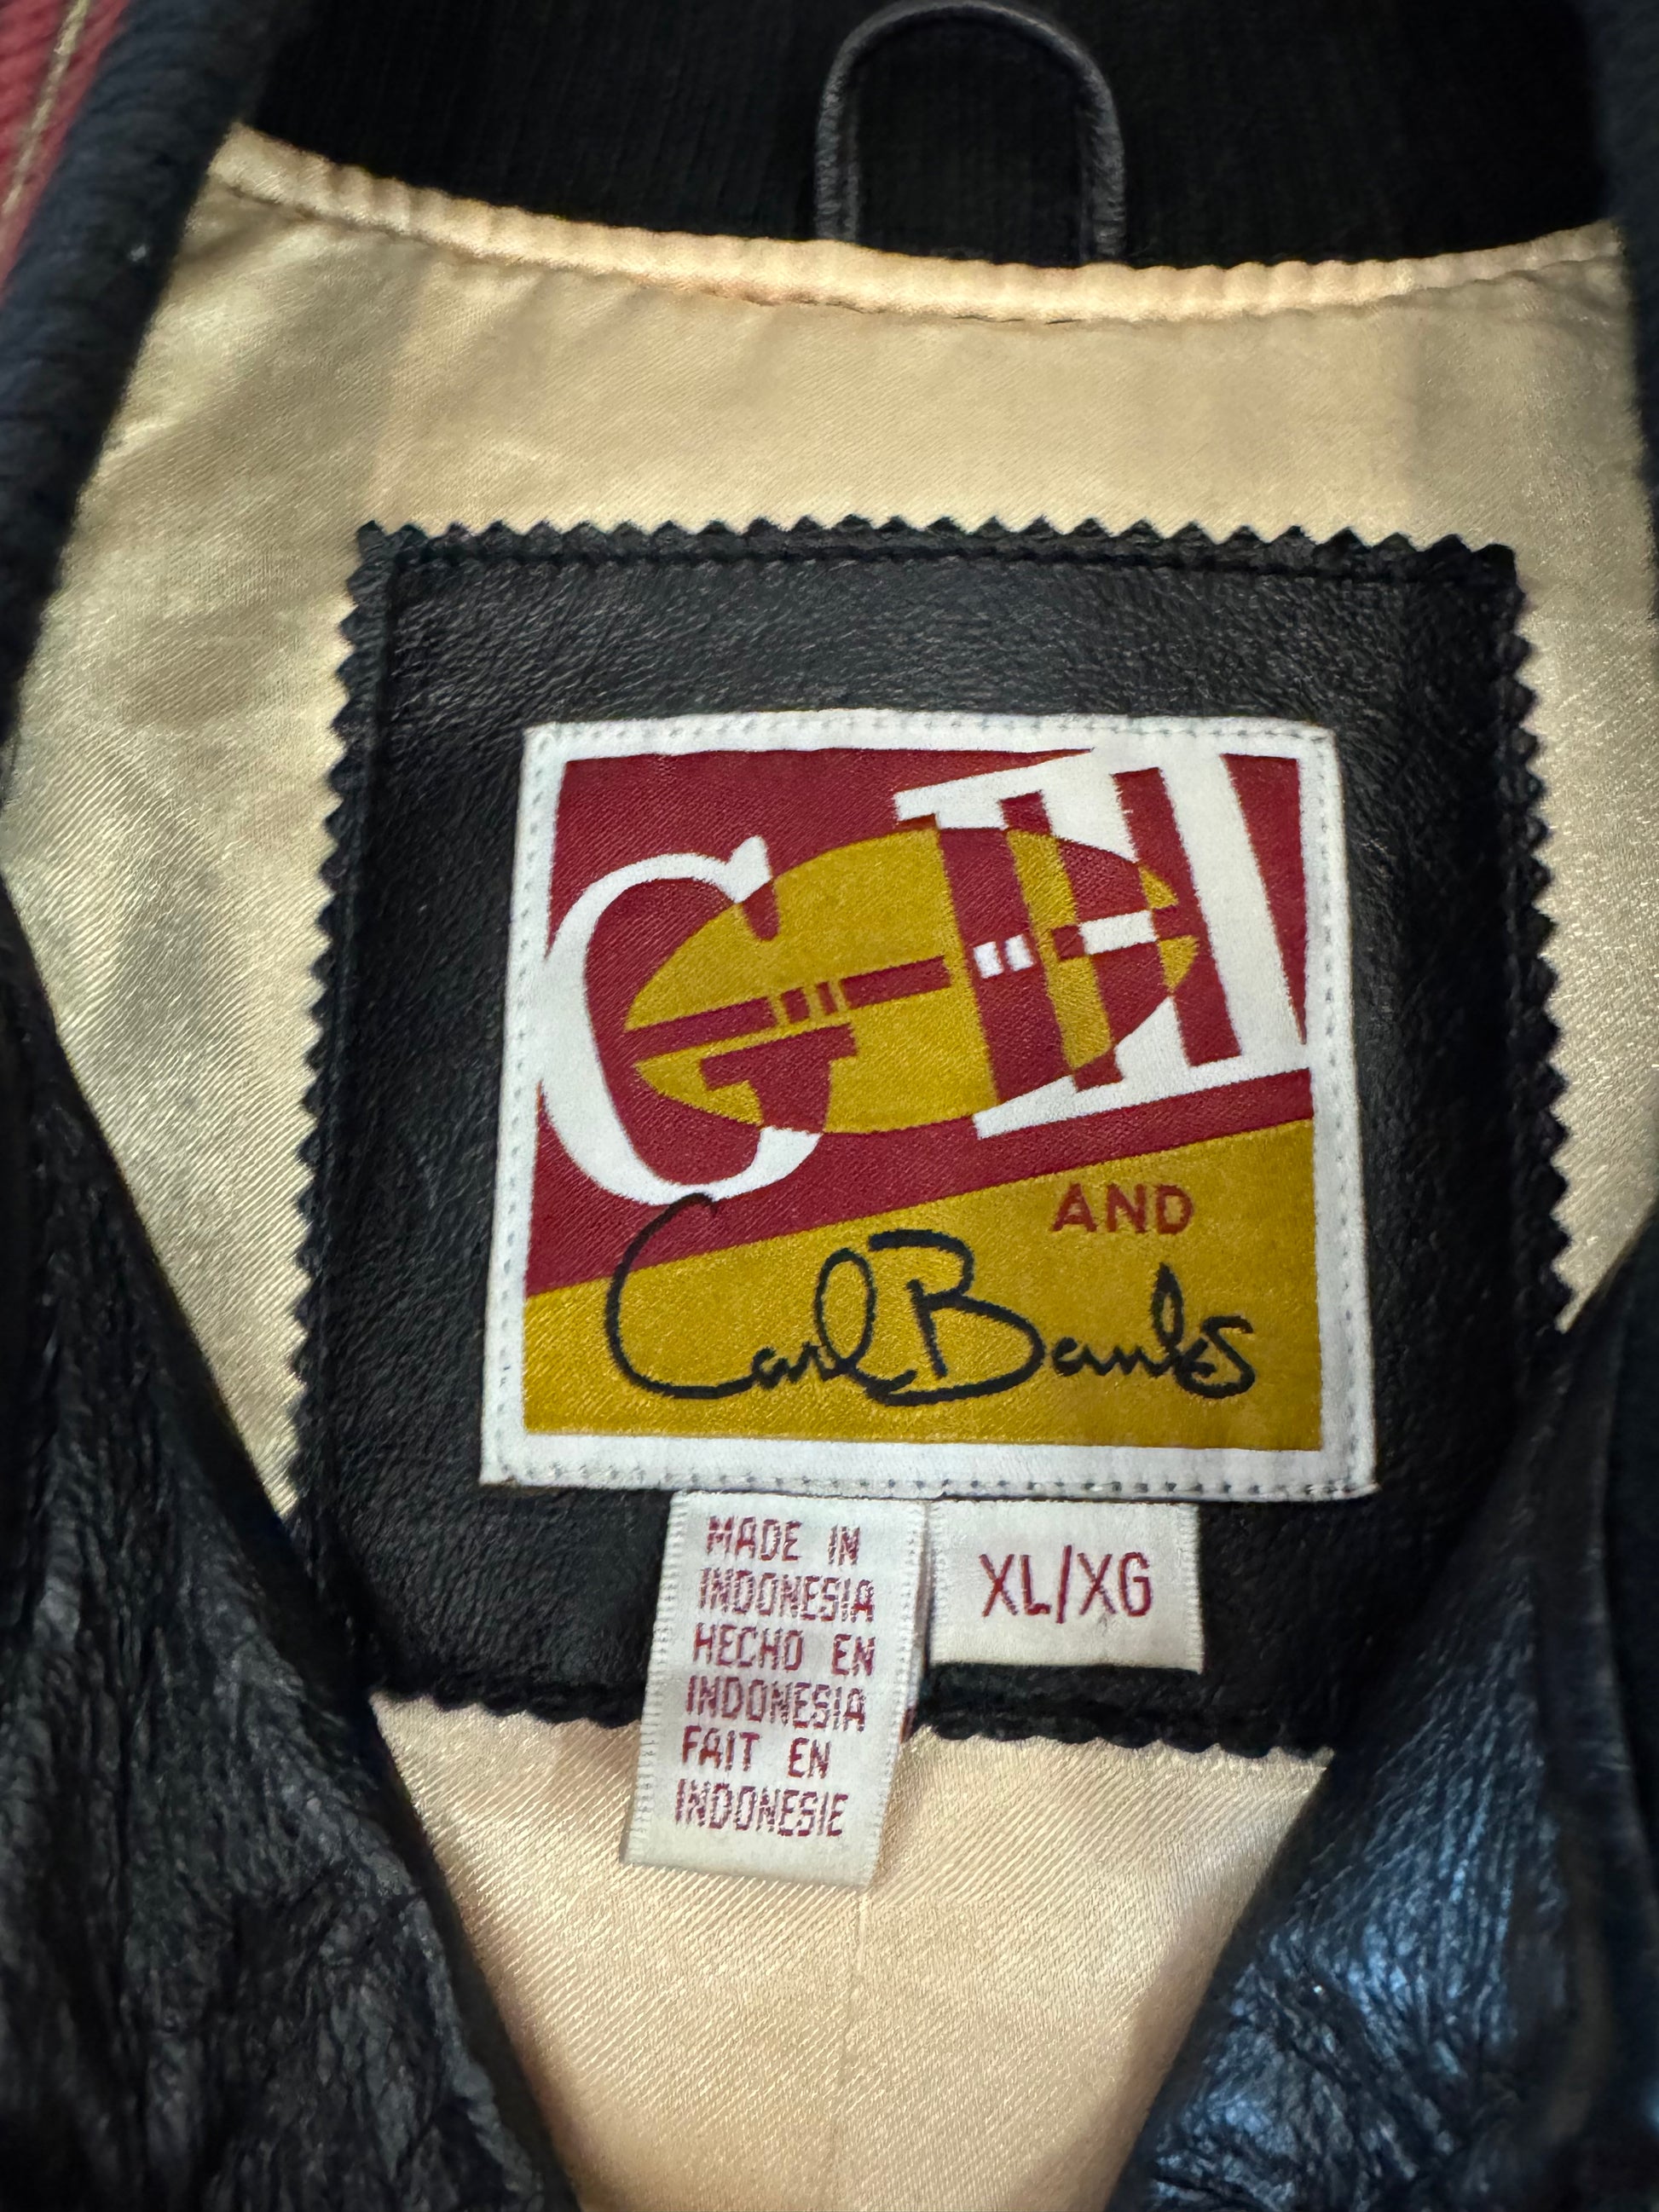 G-III
AND
Carl Banks
MADE IN
INDONESIA
HECHO EN
INDONESIA
FAIT EN
INDONESIE
XL/XG